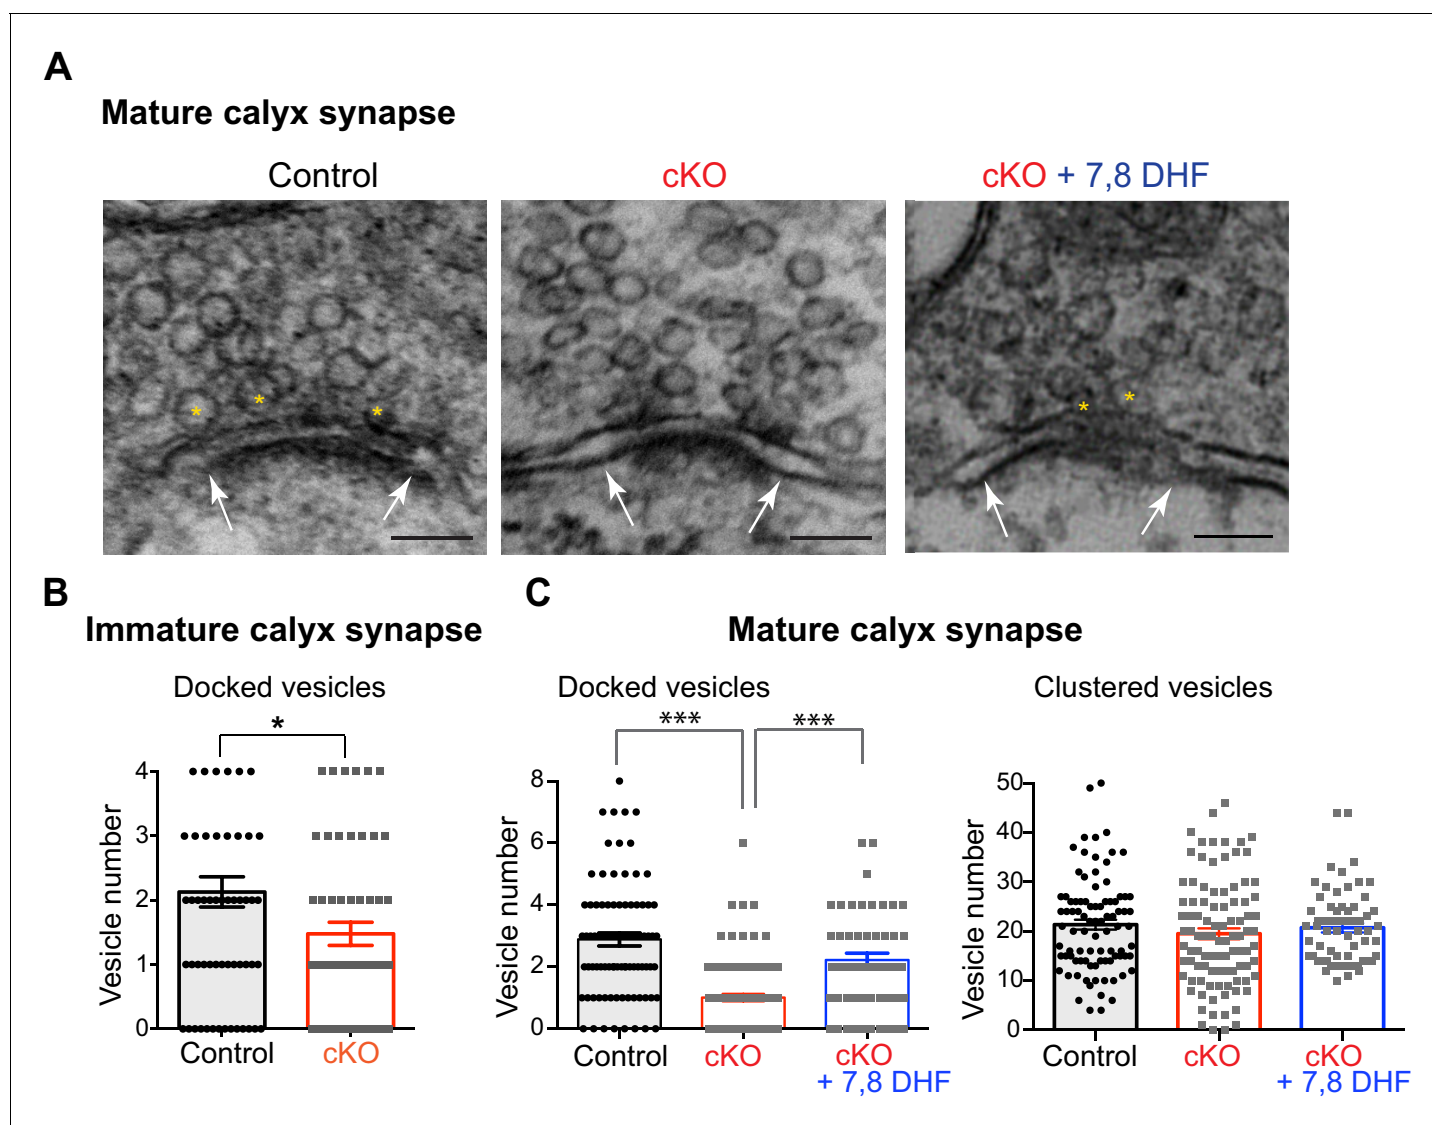 A
Mature calyx synapse
Control
cKO
cKO + 7,8 DHF
*
*
*
*
*
B
Immature calyx synapse
Docked vesicles
*
Vesicle number
4
3
2
1
0
Control
cKO
C
Mature calyx synapse
Docked vesicles
***
***
Vesicle number
8
6
4
2
0
Control
cKO
cKO
+ 7,8 DHF
Clustered vesicles
Vesicle number
50
40
30
20
10
0
Control
cKO
cKO
+ 7,8 DHF